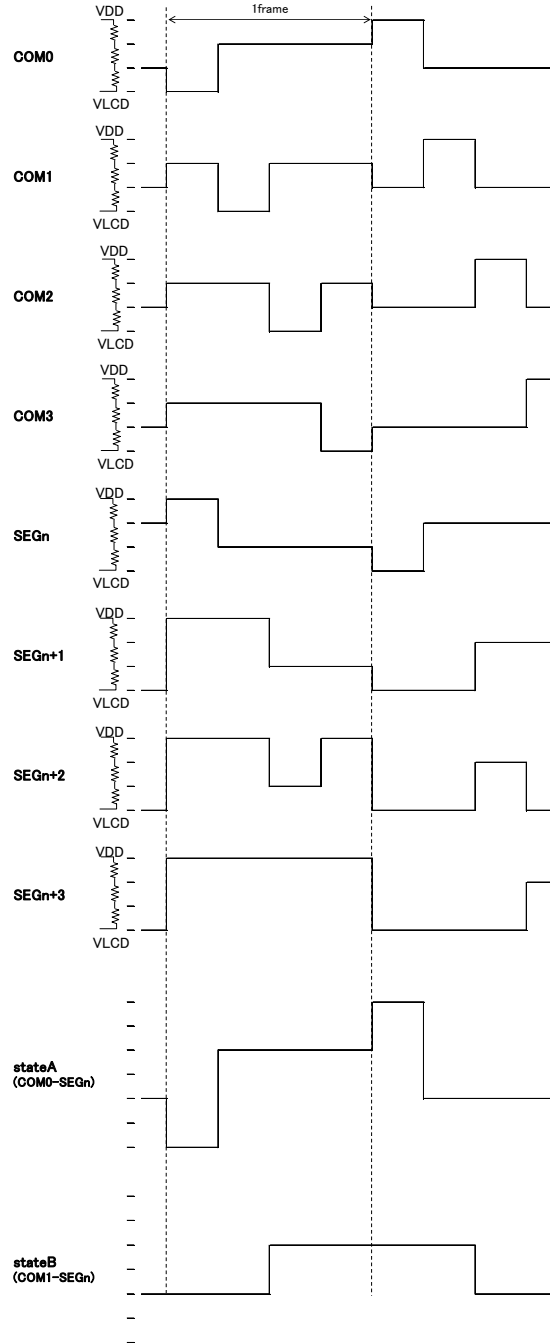 1frame
VDD
COM0
VLCD
VDD
COM1
VLCD
VDD
COM2
VLCD
VDD
COM3
VLCD
VDD
SEGn
VLCD
VDD
SEGn+1
VLCD
VDD
SEGn+2
VLCD
VDD
SEGn+3
VLCD
stateA
(COM0-SEGn)
stateB
(COM1-SEGn)